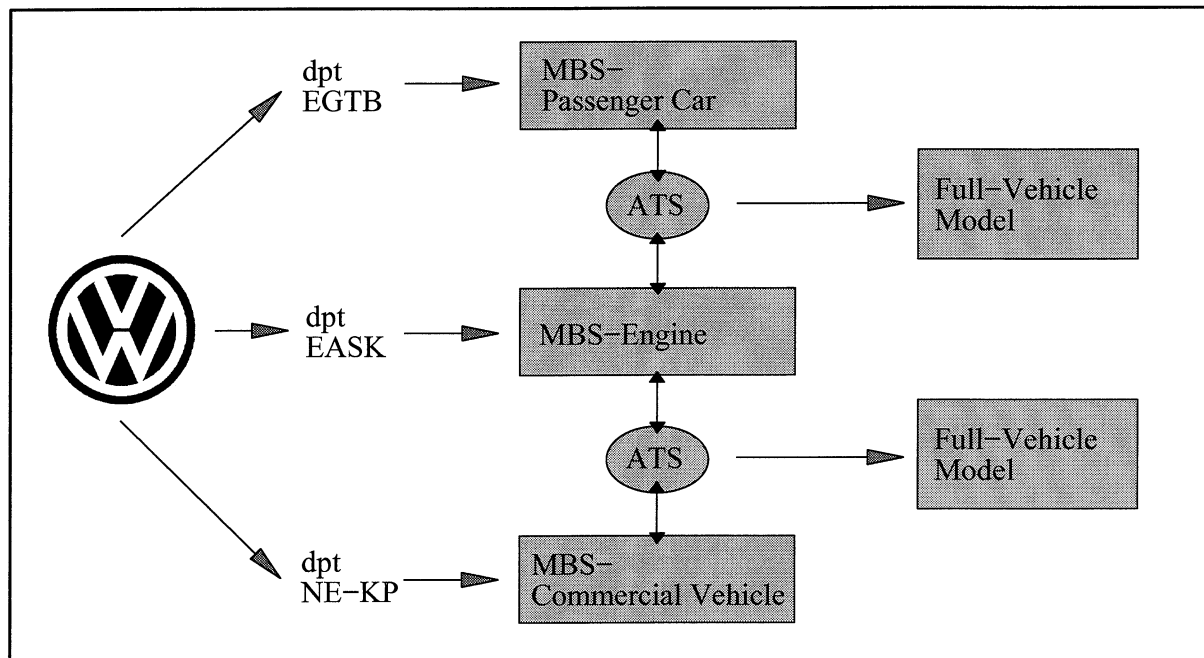 dpt
EGTB
MBS−
Passenger Car
ATS
Full−Vehicle
Model
VW
dpt
EASK
MBS−Engine
ATS
Full−Vehicle
Model
dpt
NE−KP
MBS−
Commercial Vehicle